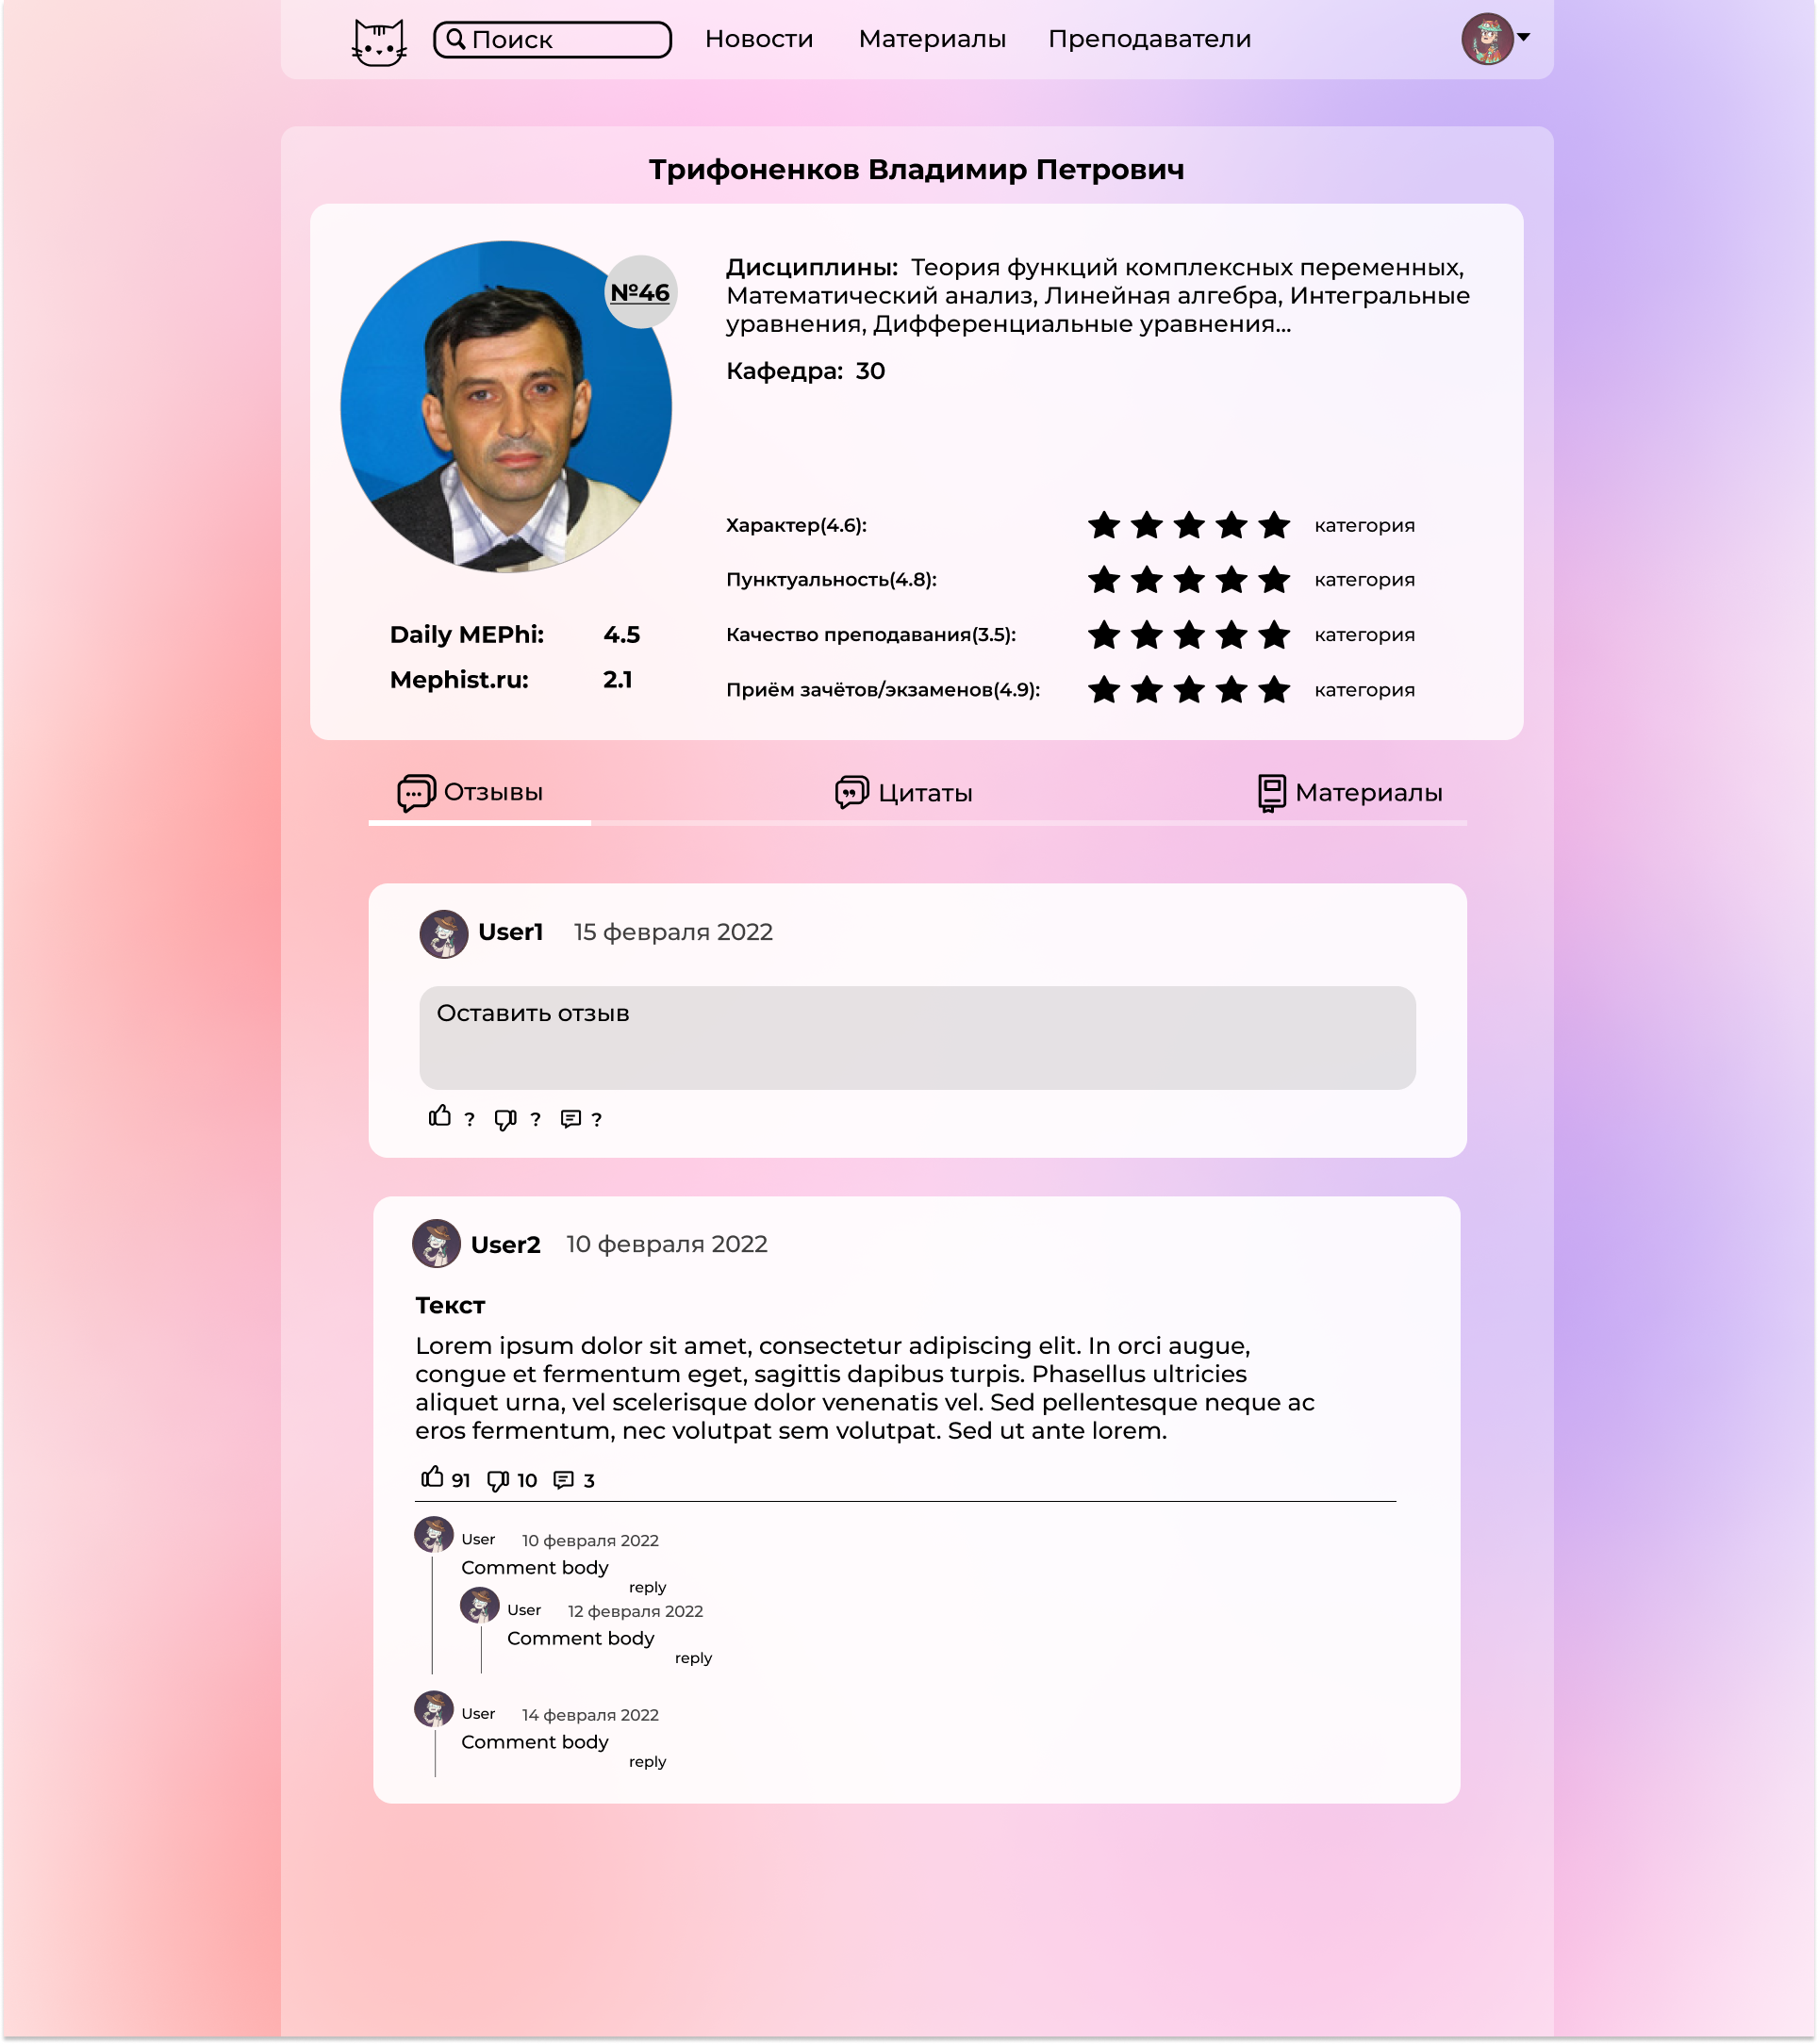 Поиск
Новости
Материалы
Преподаватели
Трифоненков Владимир Петрович
№46
Дисциплины: Теория функций комплексных переменных,
Математический анализ, Линейная алгебра, Интегральные
уравнения, Дифференциальные уравнения...
Кафедра: 30
Характер(4.6):
категория
Пунктуальность(4.8):
категория
Daily MEPhi: 4.5
Качество преподавания(3.5):
категория
Mephist.ru: 2.1
Приём зачётов/экзаменов(4.9):
категория
Отзывы
Цитаты
Материалы
User1 15 февраля 2022
Оставить отзыв
? ? ?
User2 10 февраля 2022
Текст
Lorem ipsum dolor sit amet, consectetur adipiscing elit. In orci augue,
congue et fermentum eget, sagittis dapibus turpis. Phasellus ultricies
aliquet urna, vel scelerisque dolor venenatis vel. Sed pellentesque neque ac
eros fermentum, nec volutpat sem volutpat. Sed ut ante lorem.
91 10 3
User 10 февраля 2022
Comment body
reply
User 12 февраля 2022
Comment body
reply
User 14 февраля 2022
Comment body
reply